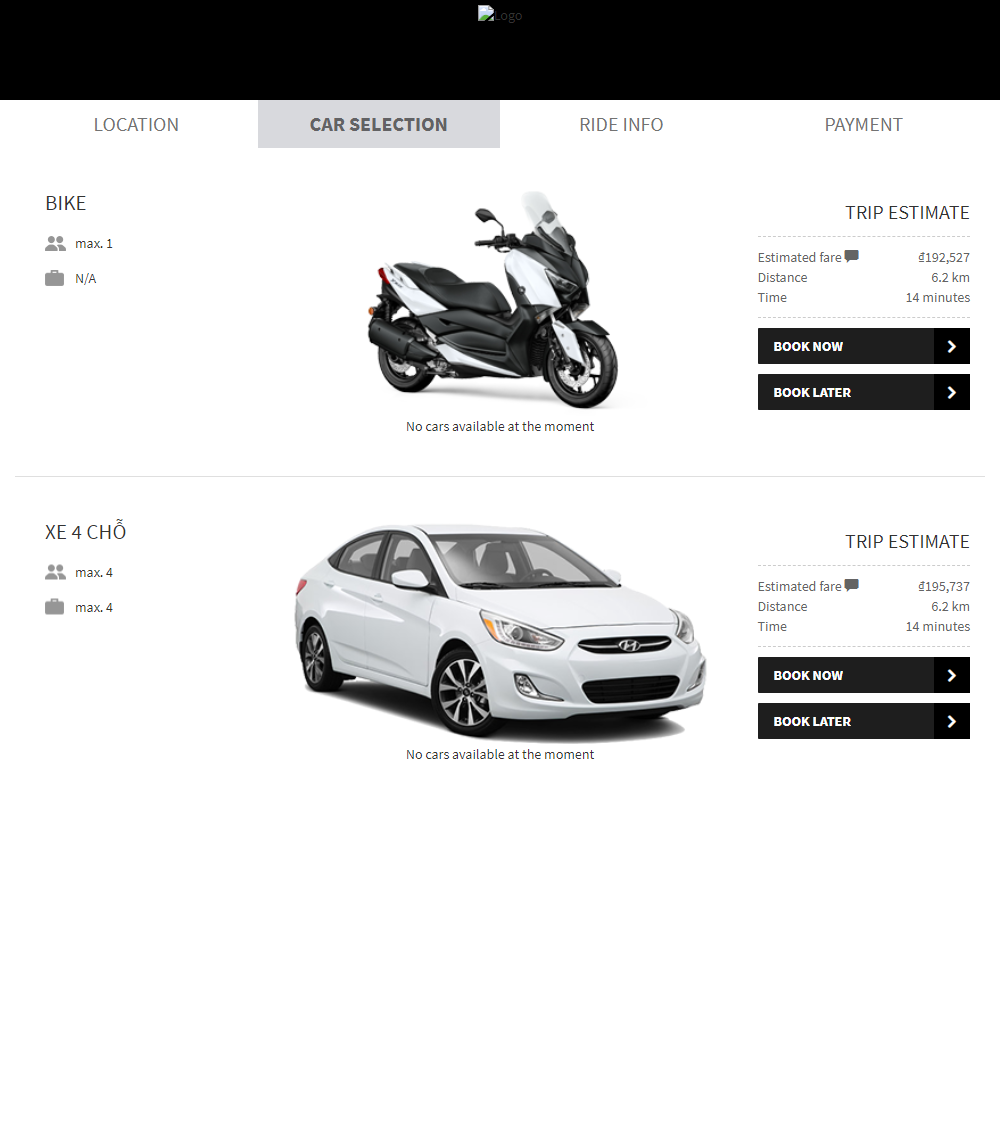 Logo
LOCATION
CAR SELECTION
RIDE INFO
PAYMENT
BIKE
max. 1
N/A
No cars available at the moment
TRIP ESTIMATE
Estimated fare ₫192,527
Distance 6.2 km
Time 14 minutes
BOOK NOW
BOOK LATER
XE 4 CHỖ
max. 4
max. 4
No cars available at the moment
TRIP ESTIMATE
Estimated fare ₫195,737
Distance 6.2 km
Time 14 minutes
BOOK NOW
BOOK LATER